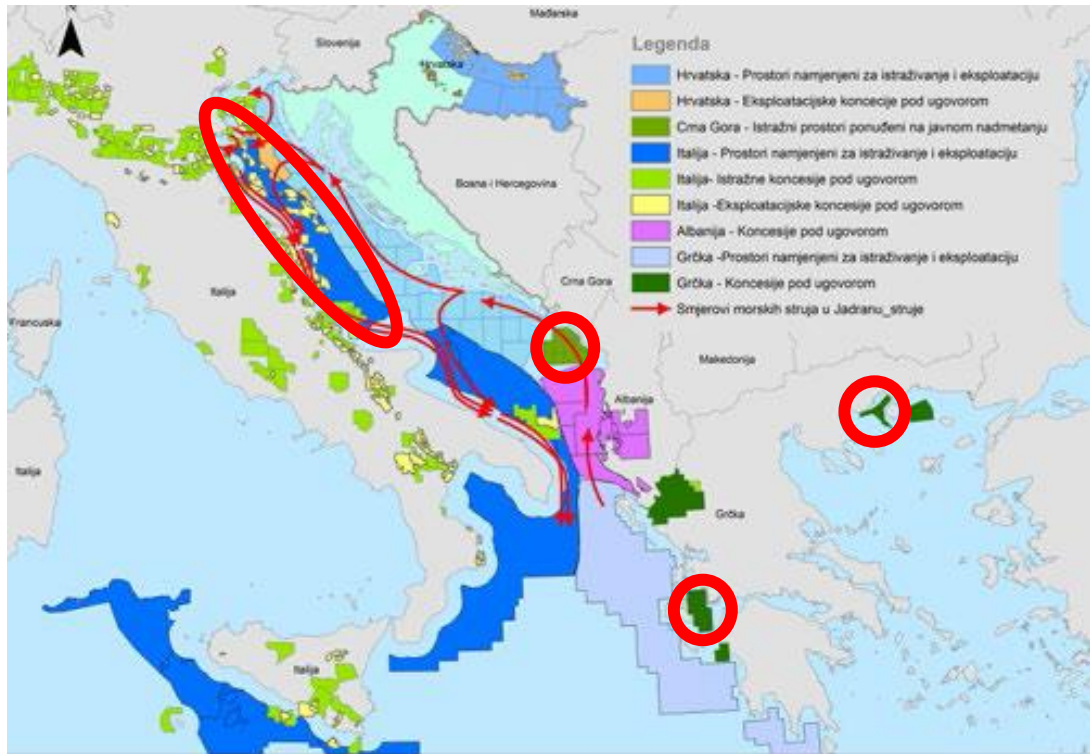 Mađarska
Slovenija
Hrvatska
Bosna i Hercegovina
Crna Gora
Italija
Francuska
Makedonija
Albanija
Italija
Grčka
Italija
Legenda
Hrvatska - Prostori namjenjeni za istraživanje i eksploataciju
Hrvatska - Eksploatacijske koncecije pod ugovorom
Crna Gora - Istražni prostori ponuđeni na javnom nadmetanju
Italija - Prostori namjenjeni za istraživanje i eksploataciju
Italija- Istražne koncesije pod ugovorom
Italija -Eksploatacijske koncesije pod ugovorom
Albanija - Koncesije pod ugovorom
Grčka -Prostori namjenjeni za istraživanje i eksploataciju
Grčka - Koncesije pod ugovorom
Smjerovi morskih struja u Jadranu_struje